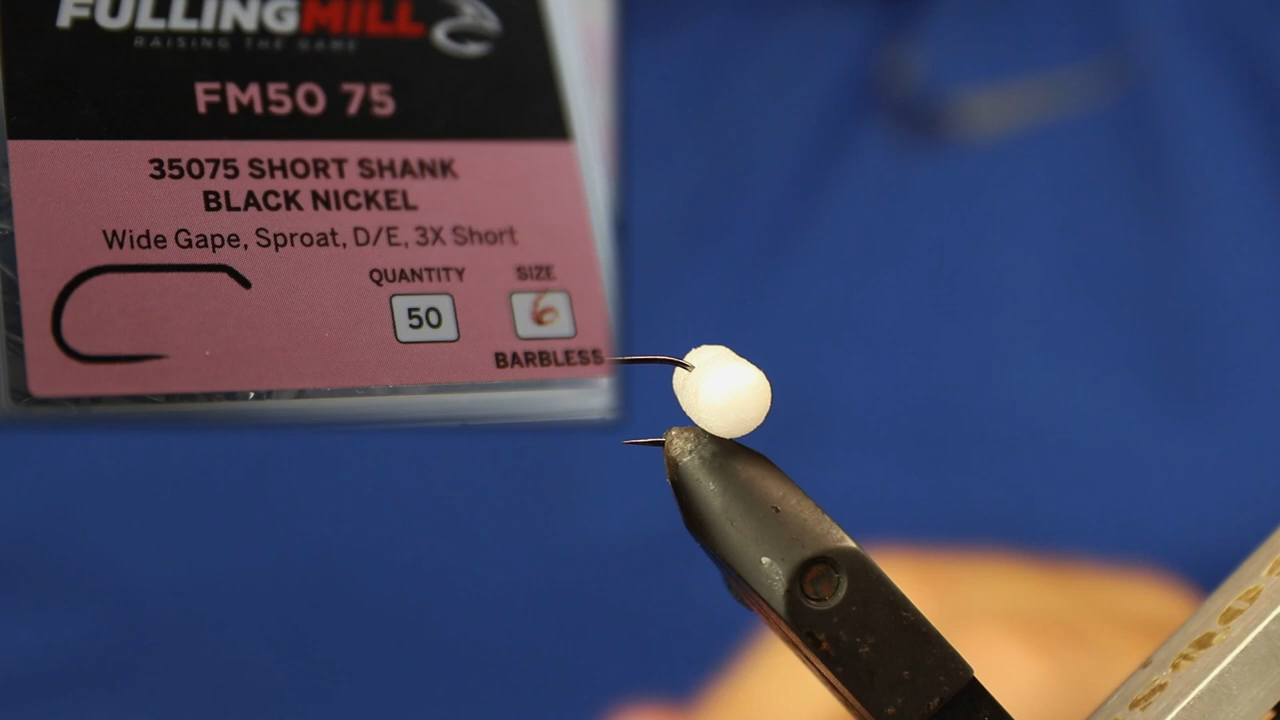 FULLINGMILL
RAISING THE GAME
FM50 75
35075 SHORT SHANK
BLACK NICKEL
Wide Gape, Sproat, D/E, 3X Short
QUANTITY SIZE
50 6
BARBLESS